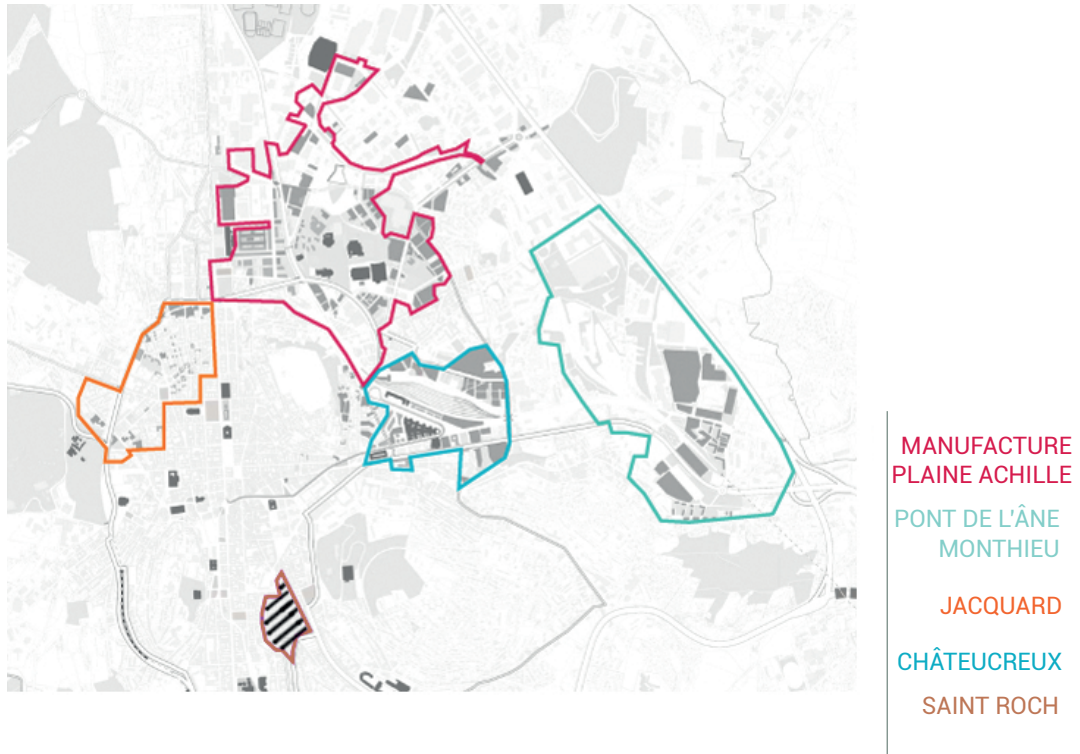 MANUFACTURE
PLAINE ACHILLE
PONT DE L'ÂNE
MONTHIEU
JACQUARD
CHÂTEUCREUX
SAINT ROCH